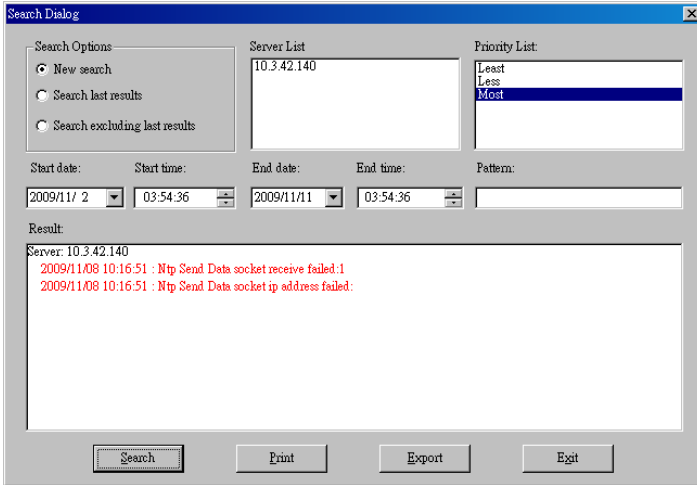 Search Dialog
Search Options
New search
Search last results
Search excluding last results
Server List
10.3.42.140
Priority List:
Least
Less
Most
Start date:
Start time:
End date:
End time:
Pattern:
2009/11/ 2
03:54:36
2009/11/11
03:54:36
Result:
Server: 10.3.42.140
2009/11/08 10:16:51 : Ntp Send Data socket receive failed:1
2009/11/08 10:16:51 : Ntp Send Data socket ip address failed:
Search
Print
Export
Exit